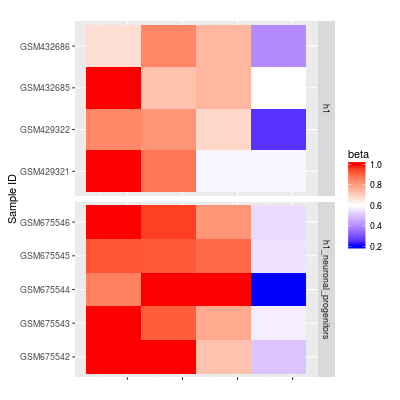 Sample ID
GSM432686
GSM432685
GSM429322
GSM429321
h1
GSM675546
GSM675545
GSM675544
GSM675543
GSM675542
h1_neuronal_progenitors
beta
1.0
0.8
0.6
0.4
0.2